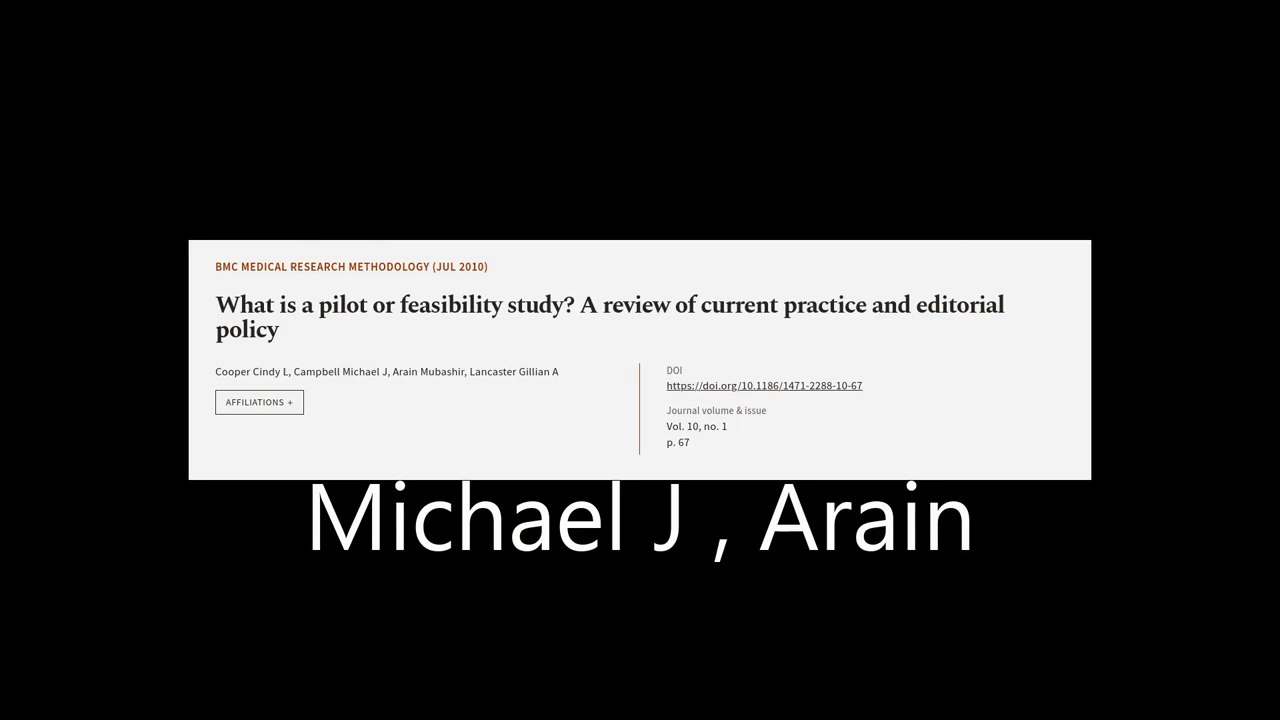 BMC MEDICAL RESEARCH METHODOLOGY (JUL 2010)
What is a pilot or feasibility study? A review of current practice and editorial
policy
Cooper Cindy L, Campbell Michael J, Arain Mubashir, Lancaster Gillian A
AFFILIATIONS +
DOI
https://doi.org/10.1186/1471-2288-10-67
Journal volume & issue
Vol. 10, no. 1
p. 67
Michael J , Arain